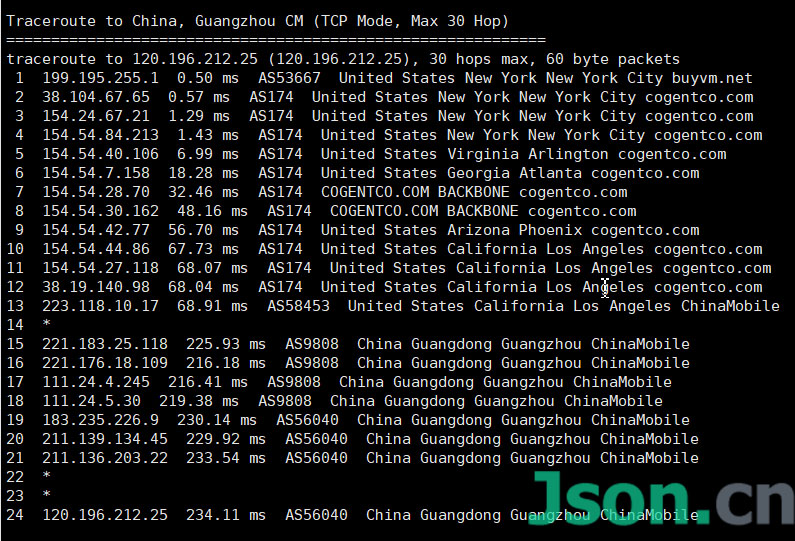 Traceroute to China, Guangzhou CM (TCP Mode, Max 30 Hop)
============================================================
traceroute to 120.196.212.25 (120.196.212.25), 30 hops max, 60 byte packets
1 199.195.255.1 0.50 ms AS53667 United States New York New York City buyvm.net
2 38.104.67.65 0.57 ms AS174 United States New York New York City cogentco.com
3 154.24.67.21 1.29 ms AS174 United States New York New York City cogentco.com
4 154.54.84.213 1.43 ms AS174 United States New York New York City cogentco.com
5 154.54.40.106 6.99 ms AS174 United States Virginia Arlington cogentco.com
6 154.54.7.158 18.28 ms AS174 United States Georgia Atlanta cogentco.com
7 154.54.28.70 32.46 ms AS174 COGENTCO.COM BACKBONE cogentco.com
8 154.54.30.162 48.16 ms AS174 COGENTCO.COM BACKBONE cogentco.com
9 154.54.42.77 56.70 ms AS174 United States Arizona Phoenix cogentco.com
10 154.54.44.86 67.73 ms AS174 United States California Los Angeles cogentco.com
11 154.54.27.118 68.07 ms AS174 United States California Los Angeles cogentco.com
12 38.19.140.98 68.04 ms AS174 United States California Los Angeles cogentco.com
13 223.118.10.17 68.91 ms AS58453 United States California Los Angeles ChinaMobile
14 *
15 221.183.25.118 225.93 ms AS9808 China Guangdong Guangzhou ChinaMobile
16 221.176.18.109 216.18 ms AS9808 China Guangdong Guangzhou ChinaMobile
17 111.24.4.245 216.41 ms AS9808 China Guangdong Guangzhou ChinaMobile
18 111.24.5.30 219.38 ms AS9808 China Guangdong Guangzhou ChinaMobile
19 183.235.226.9 230.14 ms AS56040 China Guangdong Guangzhou ChinaMobile
20 211.139.134.45 229.92 ms AS56040 China Guangdong Guangzhou ChinaMobile
21 211.136.203.22 233.54 ms AS56040 China Guangdong Guangzhou ChinaMobile
22 *
23 *
24 120.196.212.25 234.11 ms AS56040 China Guangdong Guangzhou ChinaMobile
Json.cn